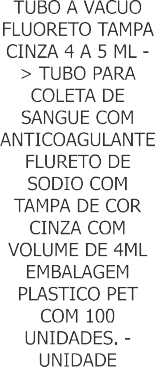 TUBO A VACUO
FLUORETO TAMPA
CINZA 4 A 5 ML -
> TUBO PARA
COLETA DE
SANGUE COM
ANTICOAGULANTE
FLURETO DE
SODIO COM
TAMPA DE COR
CINZA COM
VOLUME DE 4ML
EMBALAGEM
PLASTICO PET
COM 100
UNIDADES. -
UNIDADE